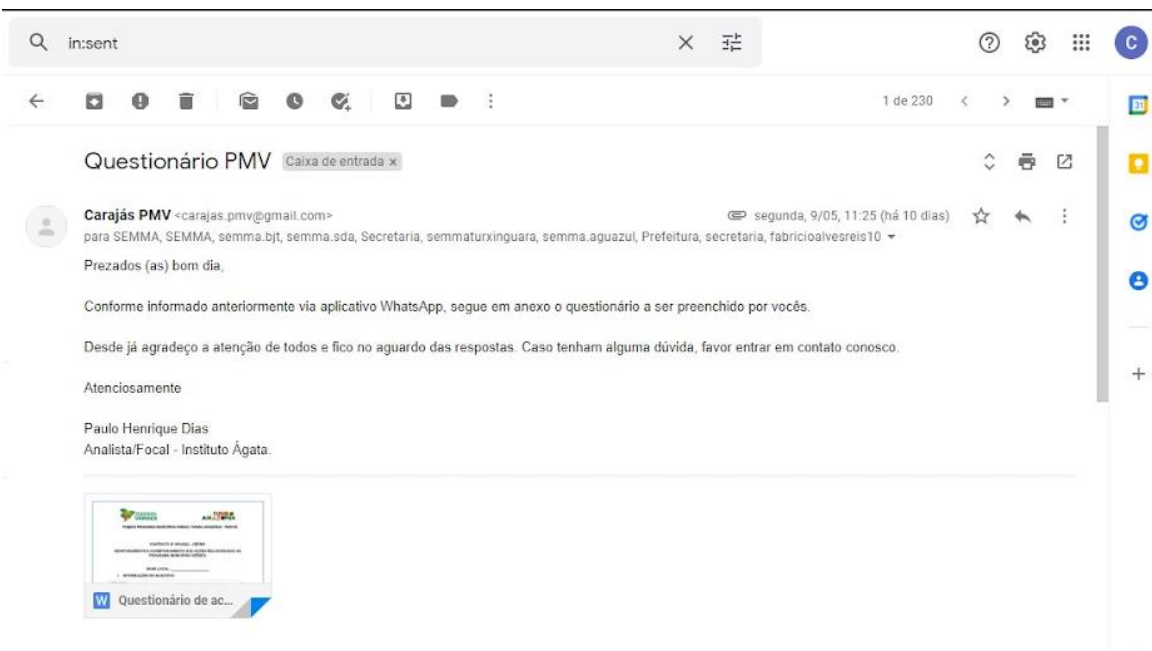 in:sent
C
1 de 230
31
Questionário PMV Caixa de entrada x
Carajás PMV <carajas.pmv@gmail.com> segunda, 9/05, 11:25 (há 10 dias)
para SEMMA, SEMMA, semma.bjt, semma.sda, Secretaria, semmaturxinguara, semma.aguazul, Prefeitura, secretaria, fabricioalvesreis10
Prezados (as) bom dia,
Conforme informado anteriormente via aplicativo WhatsApp, segue em anexo o questionário a ser preenchido por vocês.
Desde já agradeço a atenção de todos e fico no aguardo das respostas. Caso tenham alguma dúvida, favor entrar em contato conosco.
Atenciosamente
Paulo Henrique Dias
Analista/Focal - Instituto Ágata.
W Questionário de ac...